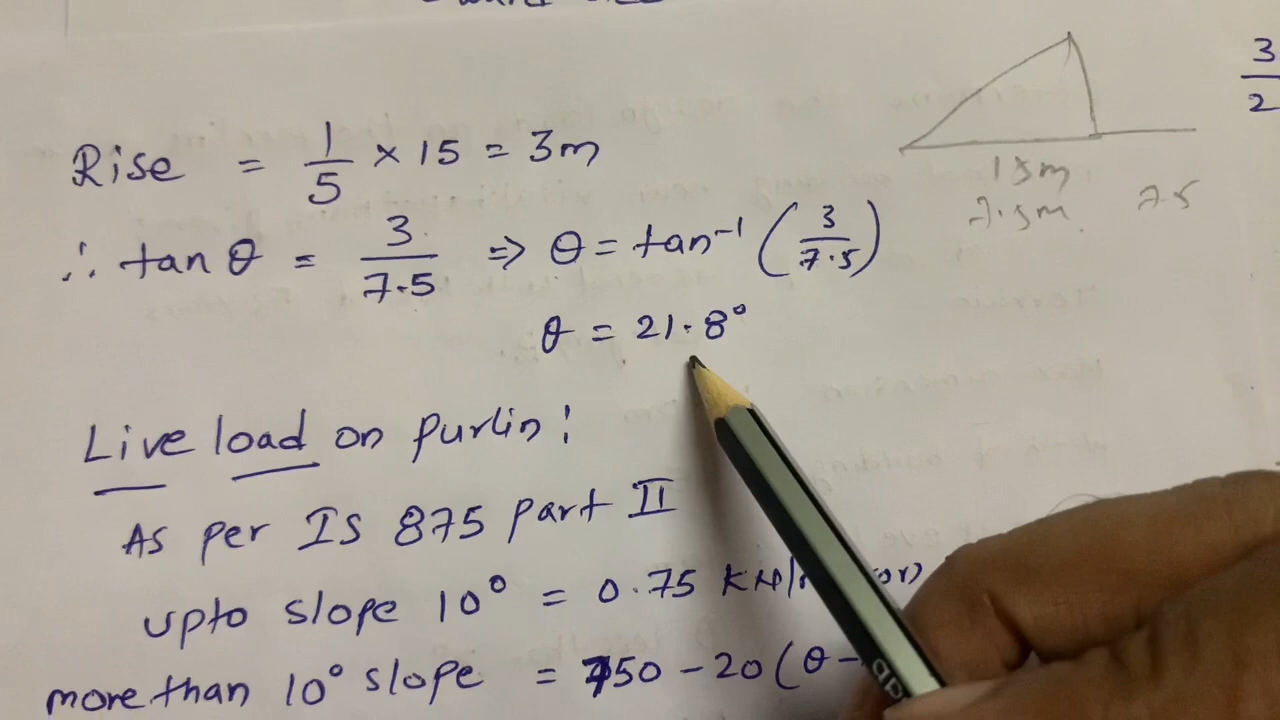 Rise = 1/5 × 15 = 3m
∴ tan θ = 3/7.5 => θ = tan⁻¹ (3/7.5)
θ = 21.8°
15m
7.5m 7.5
3/2
Live load on purlin:
As per IS 875 part II
upto slope 10° = 0.75 KN/
more than 10° slope = 750 - 20 (θ -